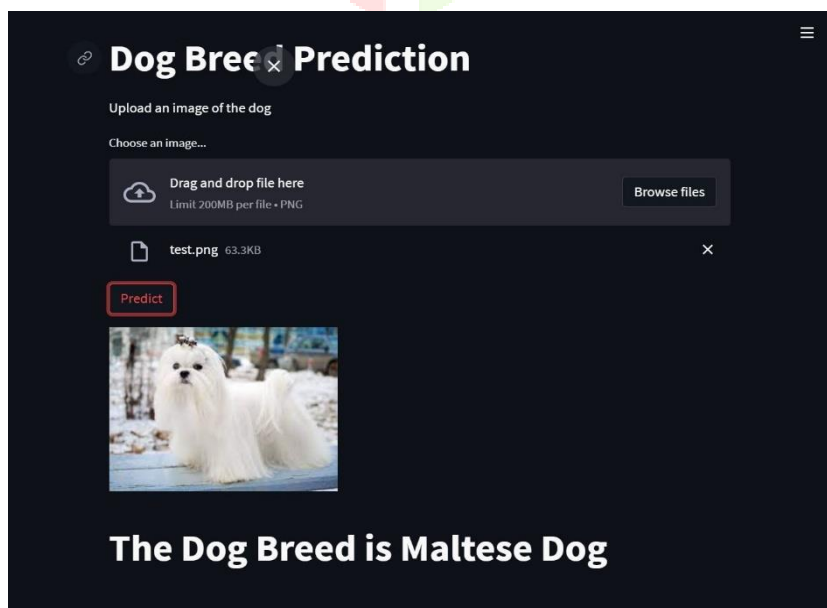 Dog Breed Prediction
Upload an image of the dog
Choose an image...
Drag and drop file here
Limit 200MB per file • PNG
Browse files
test.png 63.3KB
Predict
The Dog Breed is Maltese Dog